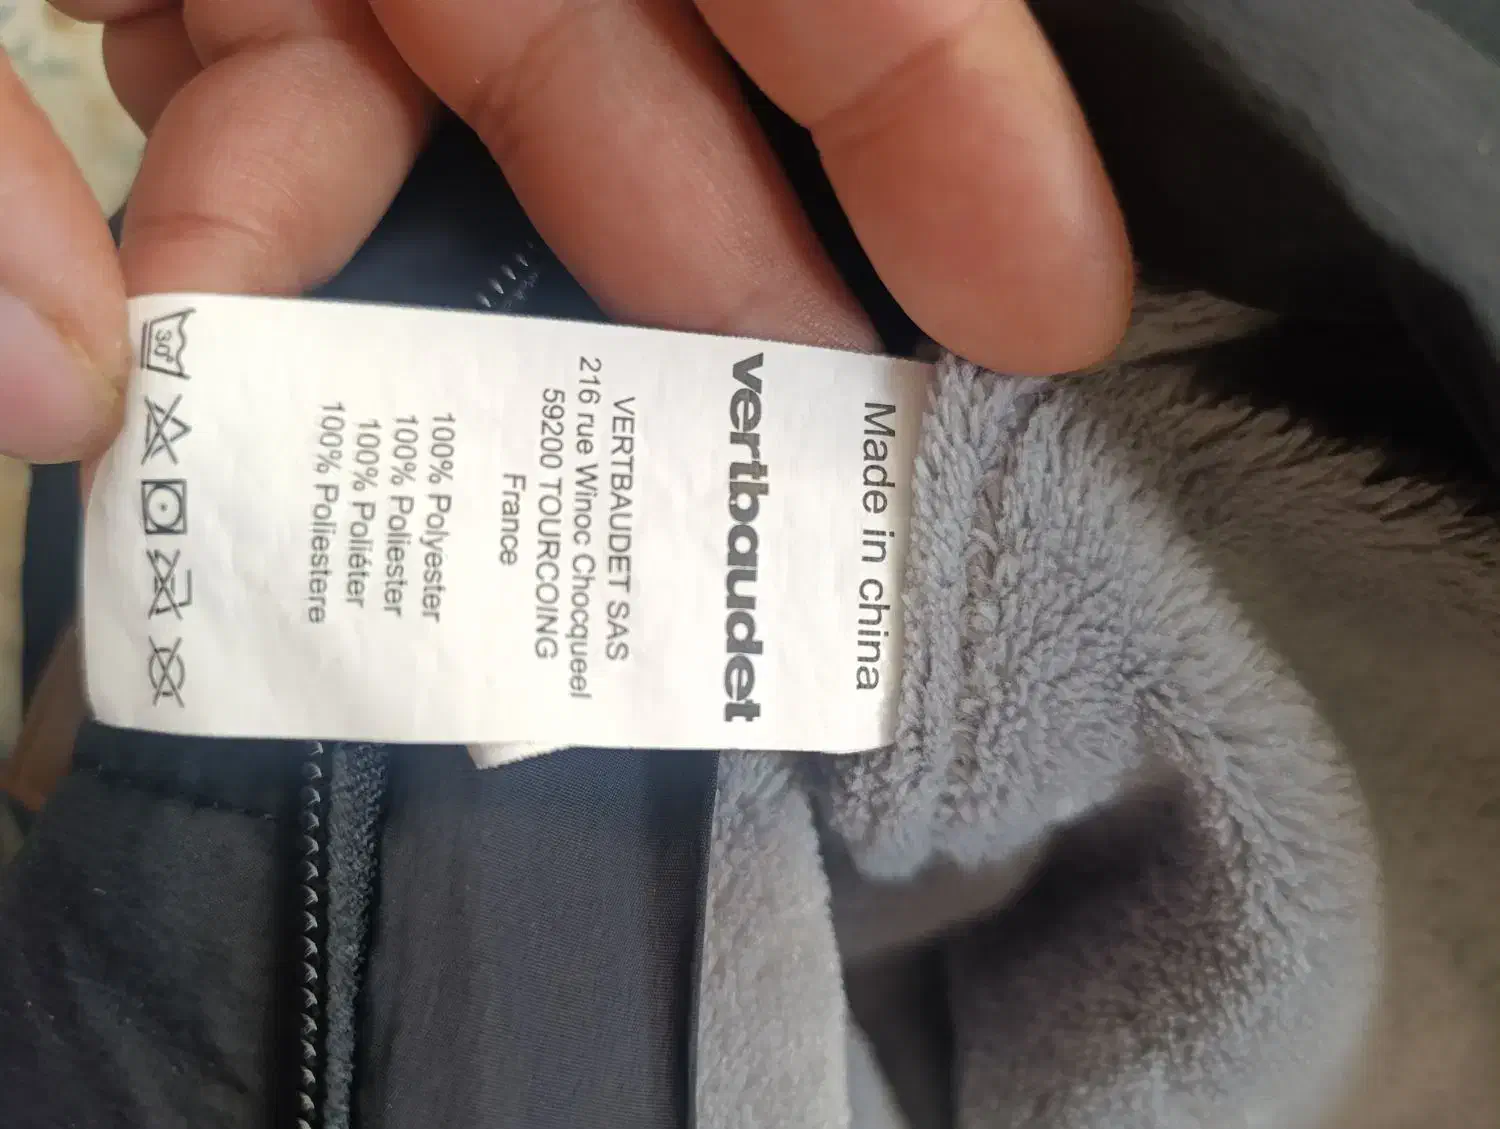 Made in china
vertbaudet
VERTBAUDET SAS
216 rue Winoc Chocqueel
59200 TOURCOING
France
100% Polyester
100% Poliester
100% Poliéter
100% Poliestere
30°